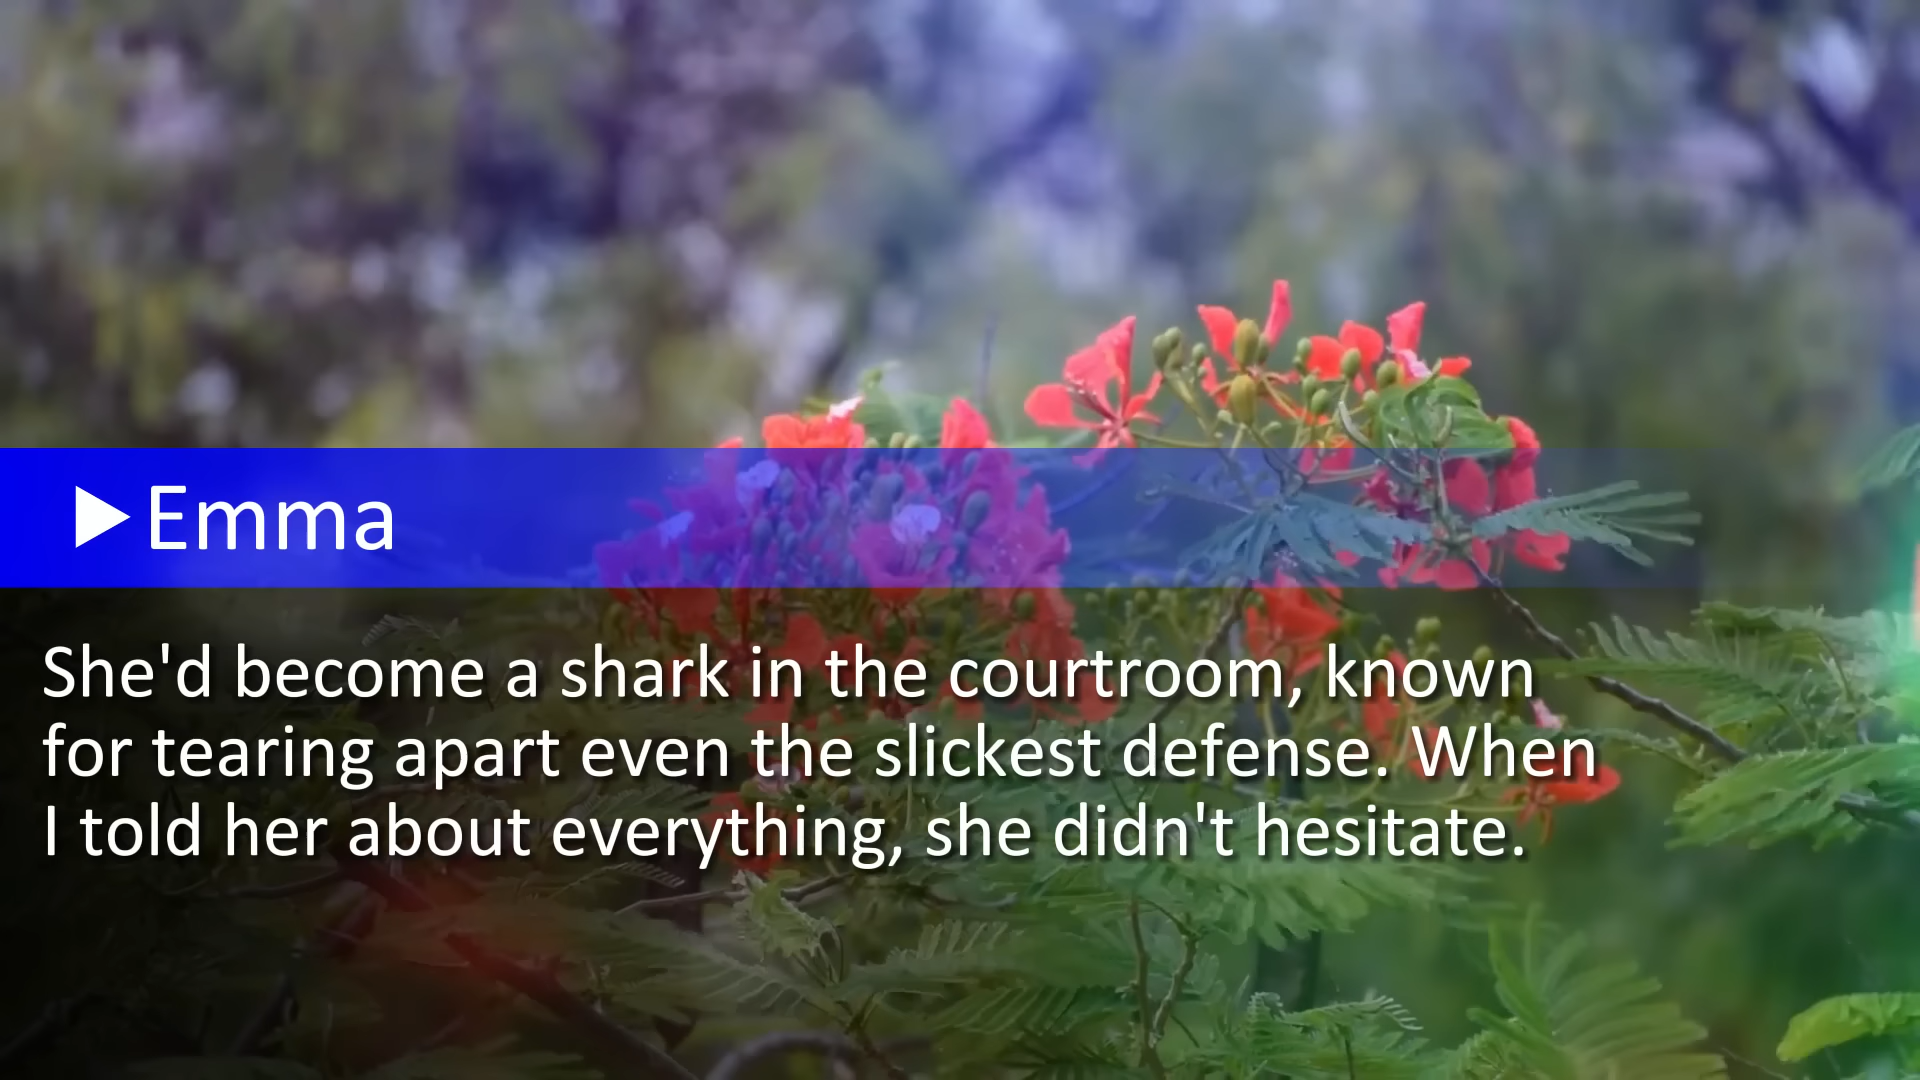 Emma
She'd become a shark in the courtroom, known
for tearing apart even the slickest defense. When
I told her about everything, she didn't hesitate.